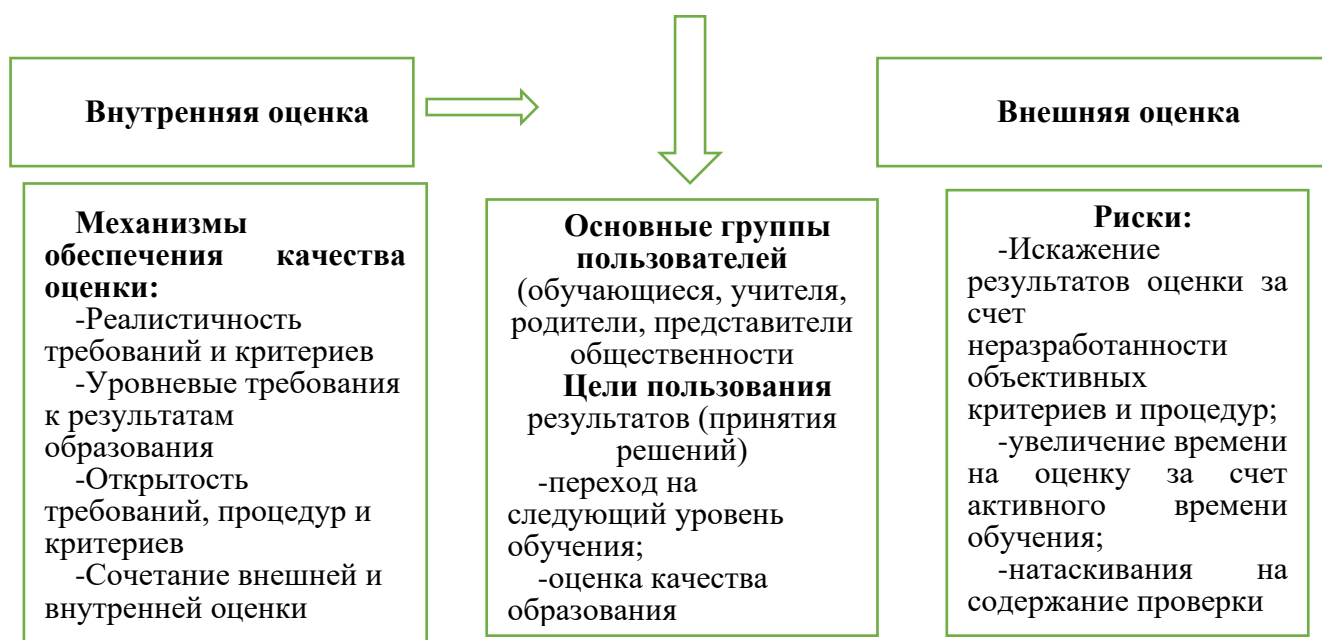 Внутренняя оценка
Внешняя оценка
Механизмы
обеспечения качества
оценки:
-Реалистичность
требований и критериев
-Уровневые требования
к результатам
образования
-Открытость
требований, процедур и
критериев
-Сочетание внешней и
внутренней оценки
Основные группы
пользователей
(обучающиеся, учителя,
родители, представители
общественности
Цели пользования
результатов (принятия
решений)
-переход на
следующий уровень
обучения;
-оценка качества
образования
Риски:
-Искажение
результатов оценки за
счет
неразработанности
объективных
критериев и процедур;
-увеличение времени
на оценку за счет
активного времени
обучения;
-натаскивания на
содержание проверки